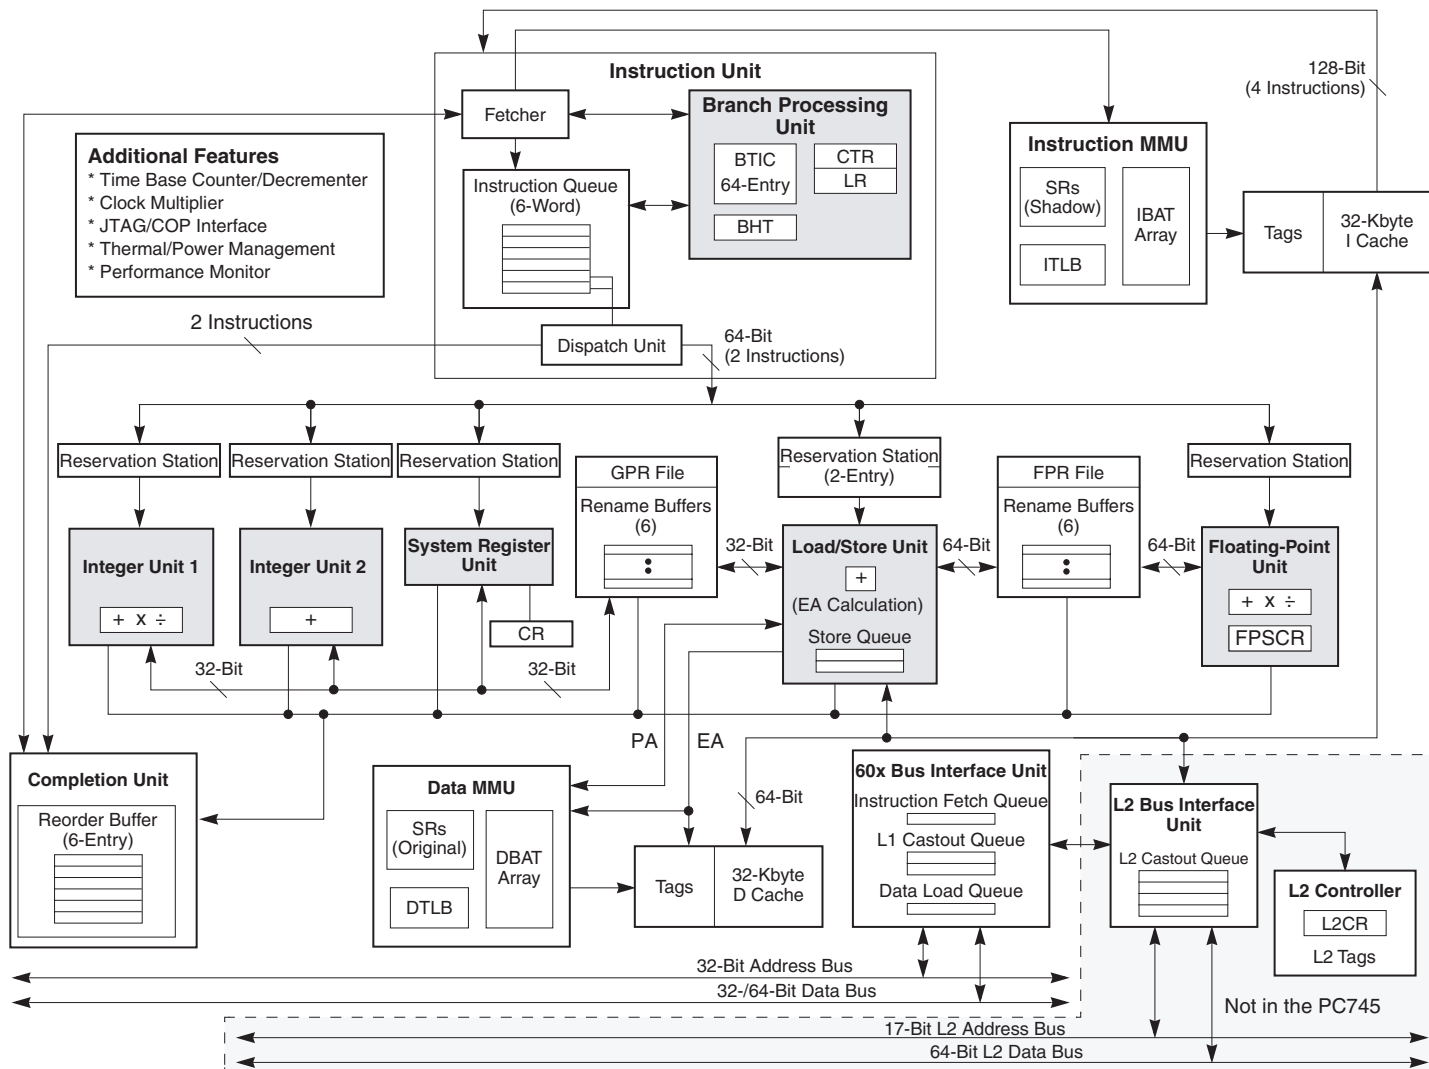 Instruction Unit
Fetcher
Branch Processing
Unit
BTIC
64-Entry
CTR
LR
BHT
Instruction Queue
(6-Word)
Dispatch Unit
64-Bit
(2 Instructions)
2 Instructions
128-Bit
(4 Instructions)
Additional Features
* Time Base Counter/Decrementer
* Clock Multiplier
* JTAG/COP Interface
* Thermal/Power Management
* Performance Monitor
Instruction MMU
SRs
(Shadow)
ITLB
IBAT
Array
Tags
32-Kbyte
I Cache
Reservation Station
Reservation Station
Reservation Station
Reservation Station
(2-Entry)
Reservation Station
GPR File
Rename Buffers
(6)
FPR File
Rename Buffers
(6)
Integer Unit 1
+ x ÷
Integer Unit 2
+
System Register
Unit
CR
32-Bit
Load/Store Unit
+
(EA Calculation)
Store Queue
64-Bit
64-Bit
Floating-Point
Unit
+ x ÷
FPSCR
32-Bit
32-Bit
PA
EA
Completion Unit
Reorder Buffer
(6-Entry)
Data MMU
SRs
(Original)
DTLB
DBAT
Array
64-Bit
Tags
32-Kbyte
D Cache
60x Bus Interface Unit
Instruction Fetch Queue
L1 Castout Queue
Data Load Queue
L2 Bus Interface
Unit
L2 Castout Queue
L2 Controller
L2CR
L2 Tags
32-Bit Address Bus
32-/64-Bit Data Bus
Not in the PC745
17-Bit L2 Address Bus
64-Bit L2 Data Bus